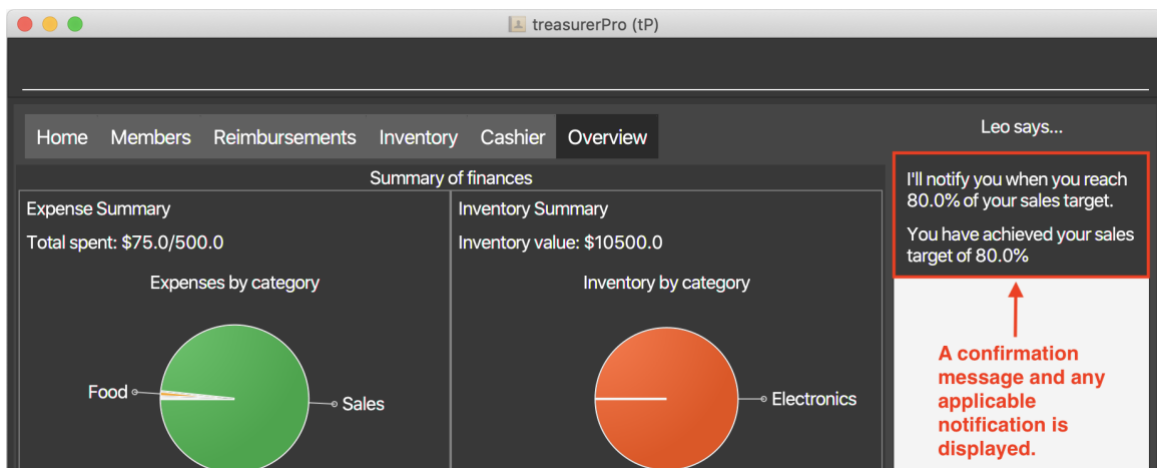 treasurerPro (tP)
Home Members Reimbursements Inventory Cashier Overview
Leo says...
Summary of finances
Expense Summary
Total spent: $75.0/500.0
Expenses by category
Food
Sales
Inventory Summary
Inventory value: $10500.0
Inventory by category
Electronics
I'll notify you when you reach
80.0% of your sales target.
You have achieved your sales
target of 80.0%
A confirmation
message and any
applicable
notification is
displayed.